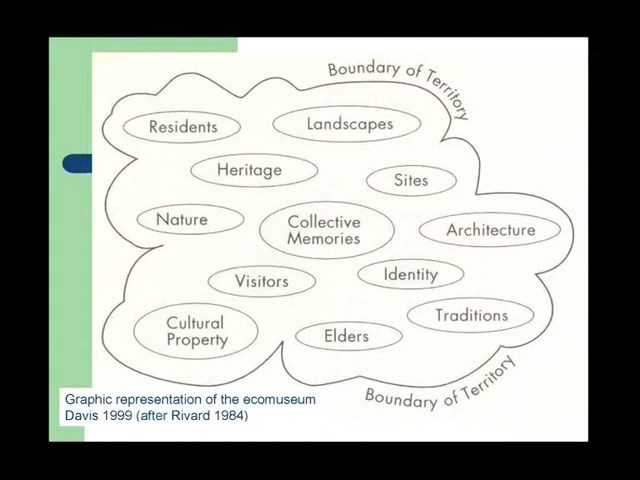 Boundary of Territory
Residents
Landscapes
Heritage
Sites
Nature
Collective
Memories
Architecture
Visitors
Identity
Cultural
Property
Elders
Traditions
Boundary of Territory
Graphic representation of the ecomuseum
Davis 1999 (after Rivard 1984)